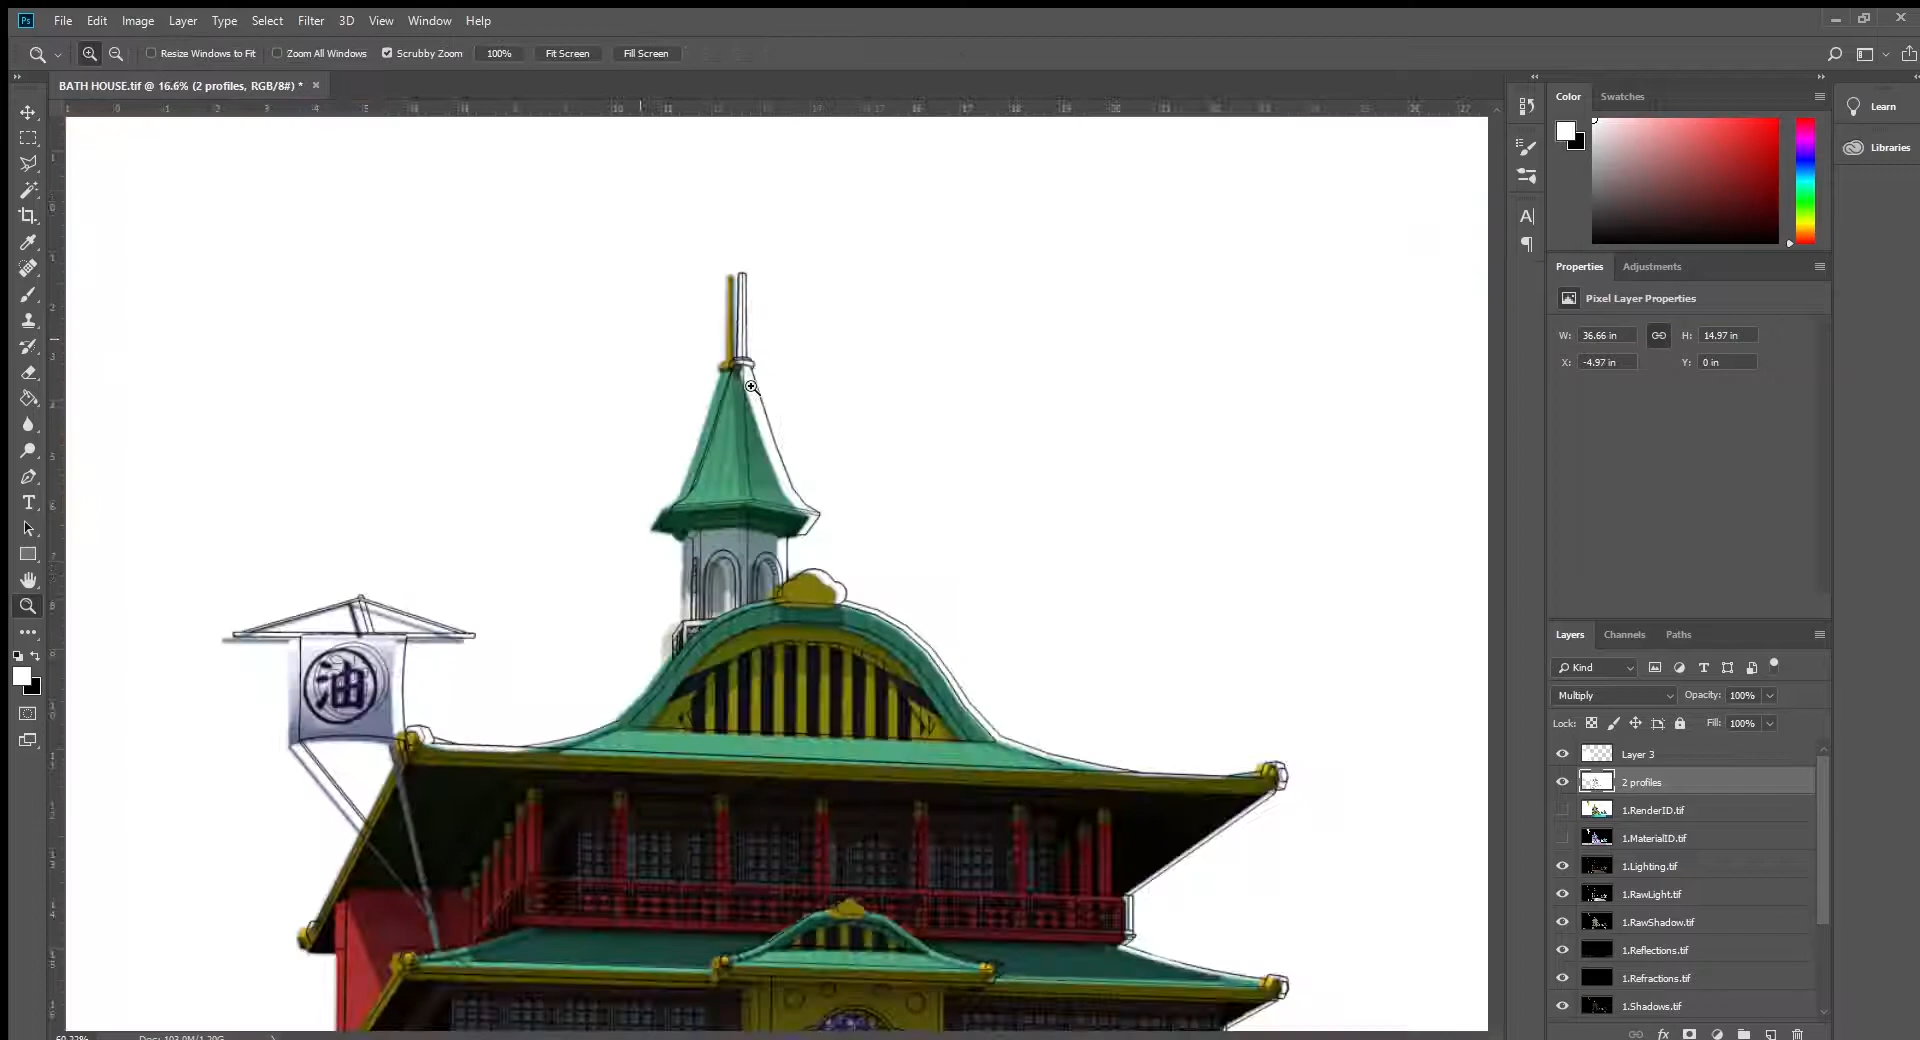 Ps File Edit Image Layer Type Select Filter 3D View Window Help
Resize Windows to Fit Zoom All Windows Scrubby Zoom 100% Fit Screen Fill Screen
BATH HOUSE.tif @ 16.6% (2 profiles, RGB/8#) * ×
Color Swatches
Learn
Libraries
Properties Adjustments
Pixel Layer Properties
W: 36.66 in H: 14.97 in
X: -4.97 in Y: 0 in
油
Layers Channels Paths
Kind
Multiply Opacity: 100%
Lock: Fill: 100%
Layer 3
2 profiles
1.RenderID.tif
1.MaterialID.tif
1.Lighting.tif
1.RawLight.tif
1.RawShadow.tif
1.Reflections.tif
1.Refractions.tif
1.Shadows.tif
fx